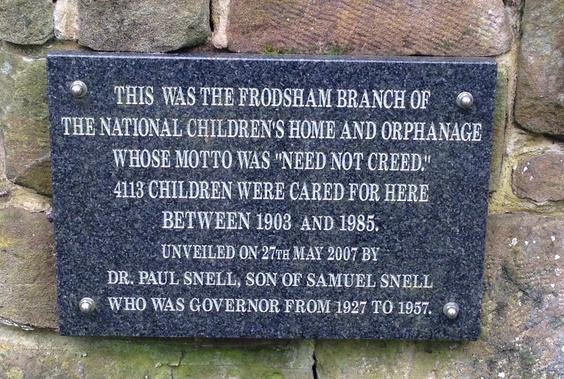 THIS WAS THE FRODSHAM BRANCH OF
THE NATIONAL CHILDREN'S HOME AND ORPHANAGE
WHOSE MOTTO WAS "NEED NOT CREED."
4113 CHILDREN WERE CARED FOR HERE
BETWEEN 1903 AND 1985.
UNVEILED ON 27TH MAY 2007 BY
DR. PAUL SNELL, SON OF SAMUEL SNELL
WHO WAS GOVERNOR FROM 1927 TO 1957.